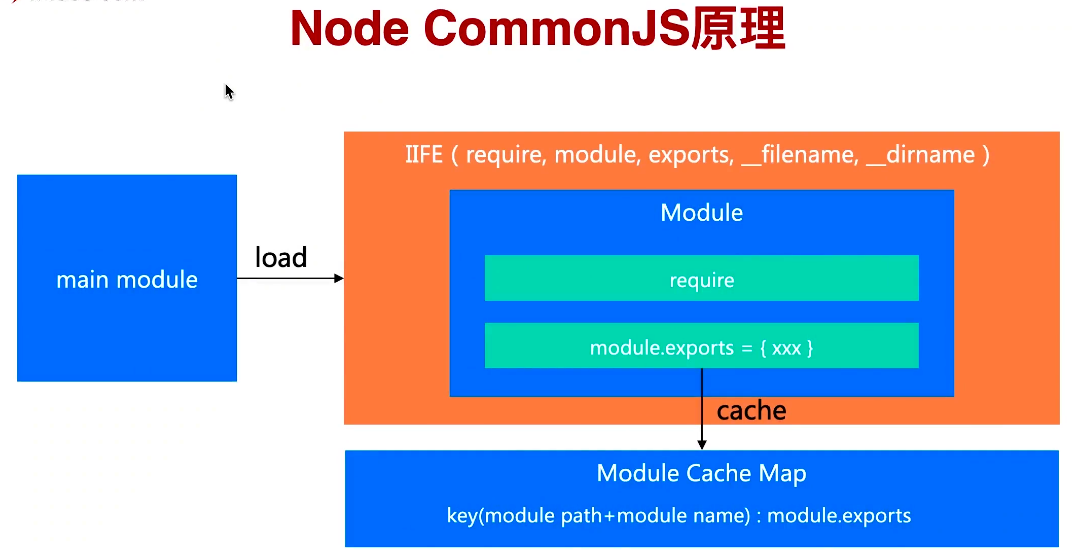 Node CommonJS原理
IIFE ( require, module, exports, __filename, __dirname )
Module
main module
load
require
module.exports = { xxx }
cache
Module Cache Map
key(module path+module name) : module.exports